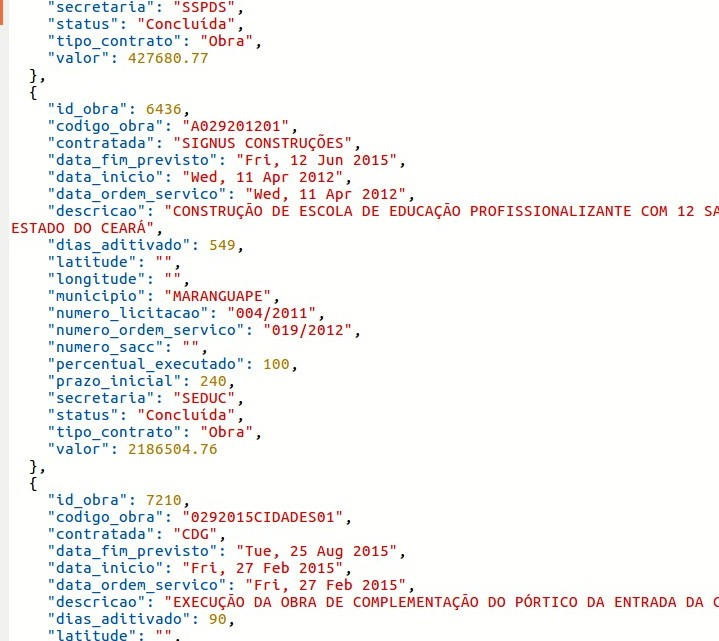 "secretaria": "SSPDS",
"status": "Concluída",
"tipo_contrato": "Obra",
"valor": 427680.77
},
{
"id_obra": 6436,
"codigo_obra": "A029201201",
"contratada": "SIGNUS CONSTRUÇÕES",
"data_fim_previsto": "Fri, 12 Jun 2015",
"data_inicio": "Wed, 11 Apr 2012",
"data_ordem_servico": "Wed, 11 Apr 2012",
"descricao": "CONSTRUÇÃO DE ESCOLA DE EDUCAÇÃO PROFISSIONALIZANTE COM 12 SA
ESTADO DO CEARÁ",
"dias_aditivado": 549,
"latitude": "",
"longitude": "",
"municipio": "MARANGUAPE",
"numero_licitacao": "004/2011",
"numero_ordem_servico": "019/2012",
"numero_sacc": "",
"percentual_executado": 100,
"prazo_inicial": 240,
"secretaria": "SEDUC",
"status": "Concluída",
"tipo_contrato": "Obra",
"valor": 2186504.76
},
{
"id_obra": 7210,
"codigo_obra": "0292015CIDADES01",
"contratada": "CDG",
"data_fim_previsto": "Tue, 25 Aug 2015",
"data_inicio": "Fri, 27 Feb 2015",
"data_ordem_servico": "Fri, 27 Feb 2015",
"descricao": "EXECUÇÃO DA OBRA DE COMPLEMENTAÇÃO DO PÓRTICO DA ENTRADA DA C
"dias_aditivado": 90,
"latitude": "",